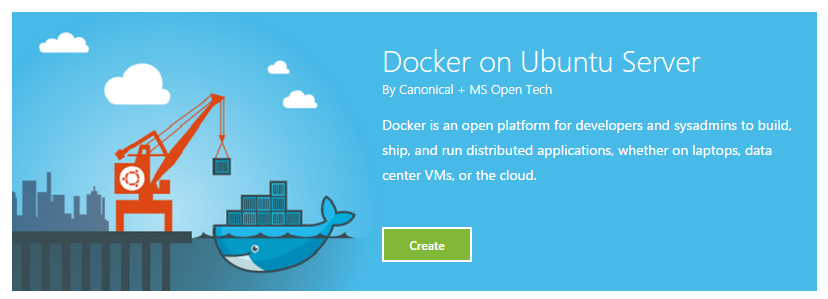 Docker on Ubuntu Server
By Canonical + MS Open Tech
Docker is an open platform for developers and sysadmins to build,
ship, and run distributed applications, whether on laptops, data
center VMs, or the cloud.
Create